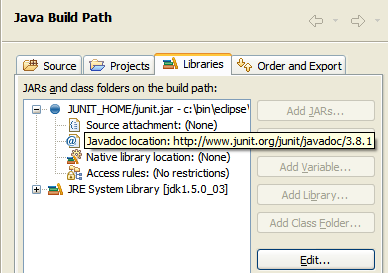 Java Build Path
Source
Projects
Libraries
Order and Export
JARs and class folders on the build path:
JUNIT_HOME/junit.jar - c:\bin\eclipse\
Source attachment: (None)
Javadoc location: http://www.junit.org/junit/javadoc/3.8.1
Native library location: (None)
Access rules: (No restrictions)
JRE System Library [jdk1.5.0_03]
Add JARs...
Add Variable...
Add Library...
Add Class Folder...
Edit...